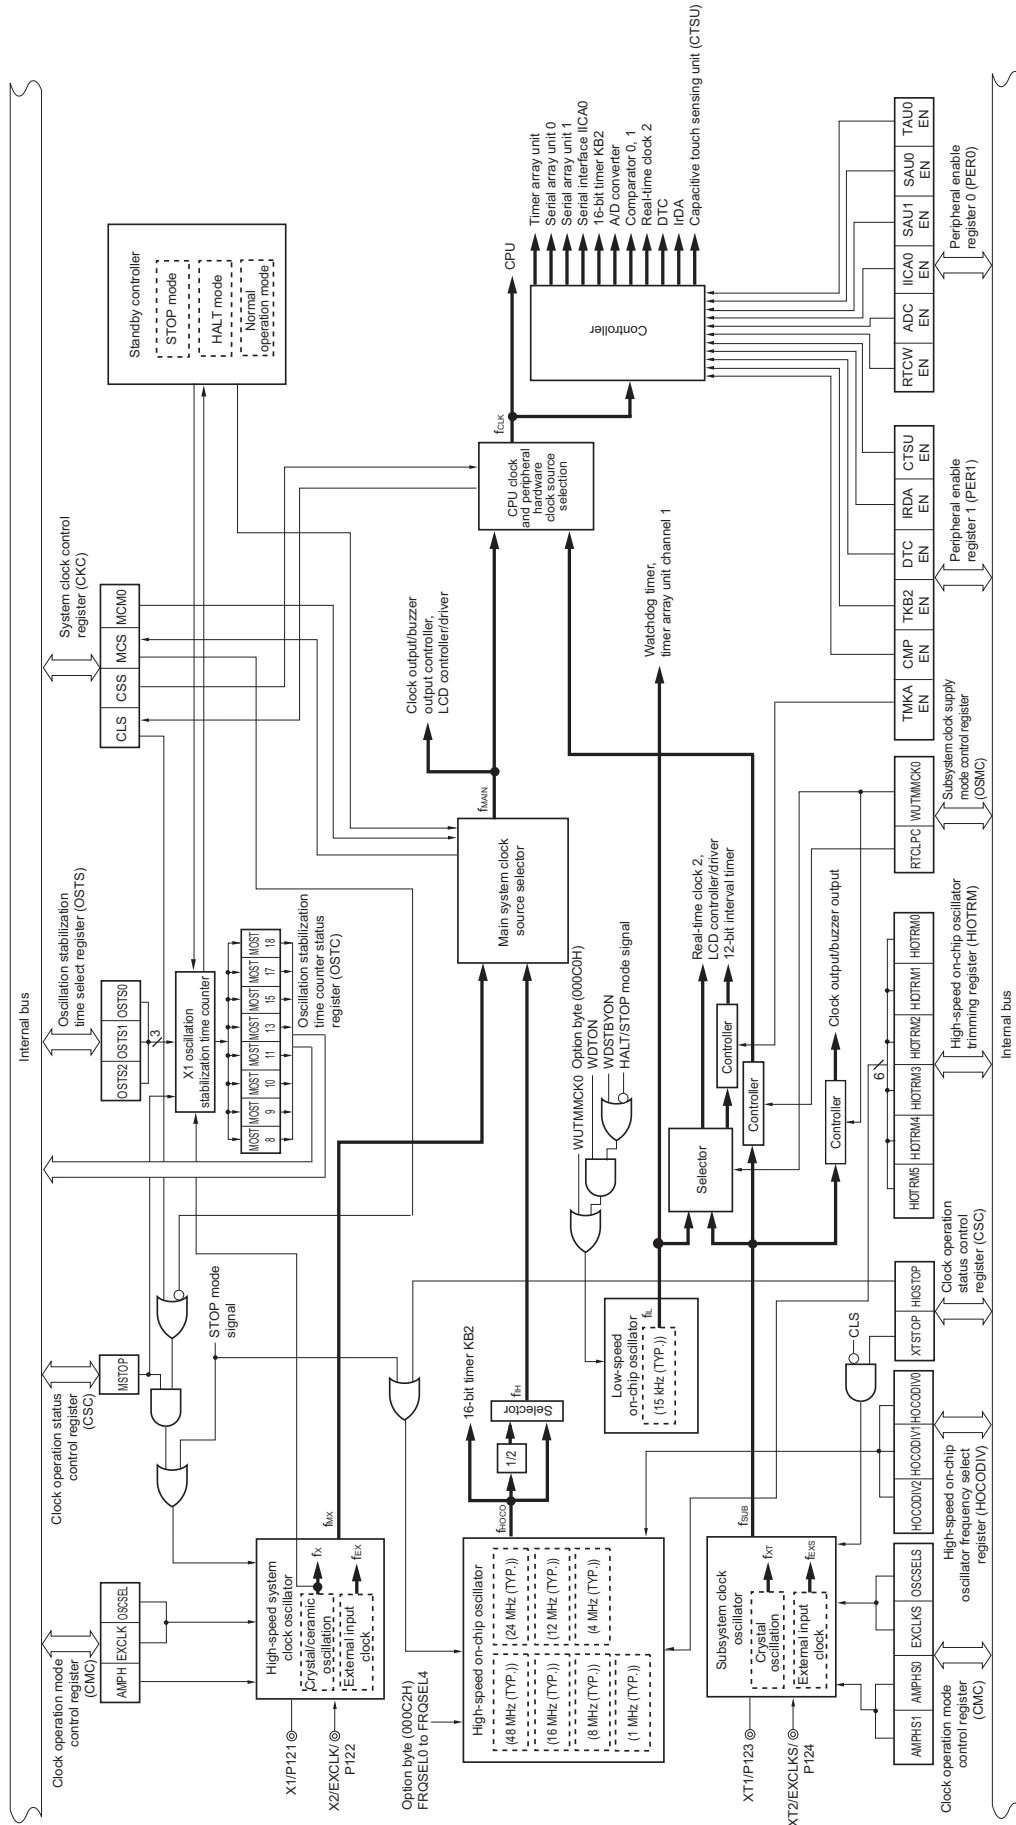 Internal bus
Clock operation mode
control register
(CMC)
AMPH
EXCLK
OSCSEL
Clock operation status
control register
(CSC)
MSTOP
STOP mode
signal
Oscillation stabilization
time select register (OSTS)
OSTS2
OSTS1
OSTS0
3
X1 oscillation
stabilization time counter
MOST
8
MOST
9
MOST
10
MOST
11
MOST
13
MOST
15
MOST
17
MOST
18
Oscillation stabilization
time counter status
register (OSTC)
System clock control
register (CKC)
CLS
CSS
MCS
MCM0
Standby controller
STOP mode
HALT mode
Normal
operation mode
X1/P121
X2/EXCLK/
P122
High-speed system
clock oscillator
Crystal/ceramic
oscillation
fX
External input
clock
fEX
fMX
Option byte (000C2H)
FRQSEL0 to FRQSEL4
High-speed on-chip oscillator
(48 MHz (TYP.))
(24 MHz (TYP.))
(16 MHz (TYP.))
(12 MHz (TYP.))
(8 MHz (TYP.))
(4 MHz (TYP.))
(1 MHz (TYP.))
fHOCO
16-bit timer KB2
1/2
Selector
fIH
Main system clock
source selector
fMAIN
Clock output/buzzer
output controller,
LCD controller/driver
CPU clock
and peripheral
hardware
clock source
selection
fCLK
CPU
Controller
Timer array unit
Serial array unit 0
Serial array unit 1
Serial interface IICA0
16-bit timer KB2
A/D converter
Comparator 0, 1
Real-time clock 2
DTC
IrDA
Capacitive touch sensing unit (CTSU)
WUTMMCK0
Option byte (000C0H)
WDTON
WDSTBYON
HALT/STOP mode signal
Low-speed
on-chip oscillator
(15 kHz (TYP.))
fIL
Watchdog timer,
timer array unit channel 1
XT1/P123
XT2/EXCLKS/
P124
Subsystem clock
oscillator
Crystal
oscillation
fXT
External input
clock
fEXS
fSUB
CLS
Selector
Real-time clock 2,
LCD controller/driver
12-bit interval timer
Controller
Controller
Controller
Clock output/buzzer output
AMPHS1
AMPHS0
EXCLKS
OSCSELS
Clock operation mode
control register
(CMC)
HOCODIV2
HOCODIV1
HOCODIV0
High-speed on-chip
oscillator frequency select
register (HOCODIV)
XTSTOP
HIOSTOP
Clock operation
status control
register (CSC)
6
HIOTRM5
HIOTRM4
HIOTRM3
HIOTRM2
HIOTRM1
HIOTRM0
High-speed on-chip oscillator
trimming register (HIOTRM)
RTCLPC
WUTMMCK0
Subsystem clock supply
mode control register
(OSMC)
TMKA
EN
CMP
EN
TKB2
EN
DTC
EN
IRDA
EN
CTSU
EN
Peripheral enable
register 1 (PER1)
RTCW
EN
ADC
EN
IICA0
EN
SAU1
EN
SAU0
EN
TAU0
EN
Peripheral enable
register 0 (PER0)
Internal bus